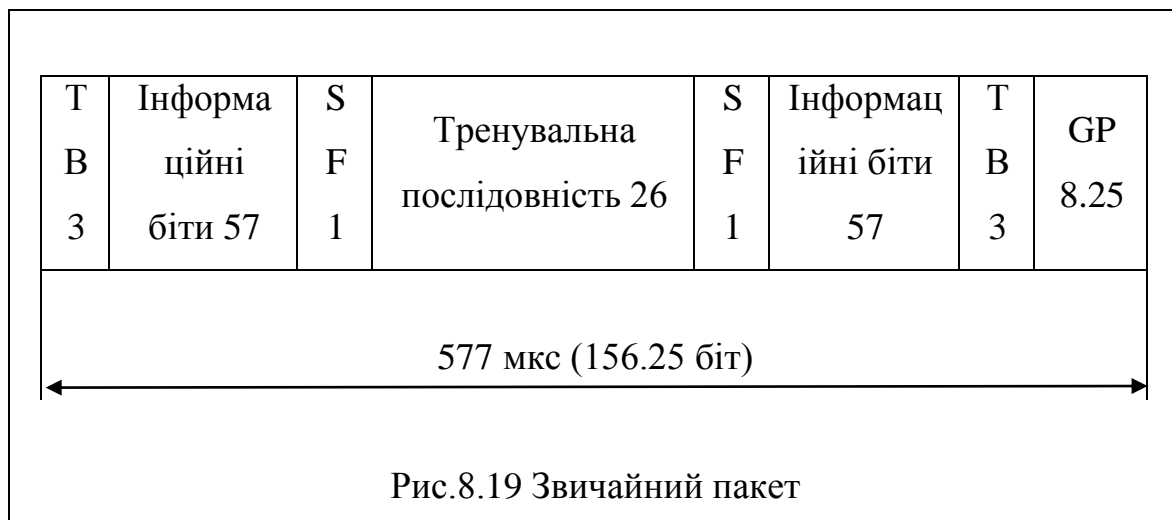 T
B
3
Інформа
ційні
біти 57
S
F
1
Тренувальна
послідовність 26
S
F
1
Інформац
ійні біти
57
T
B
3
GP
8.25
577 мкс (156.25 біт)
Рис.8.19 Звичайний пакет